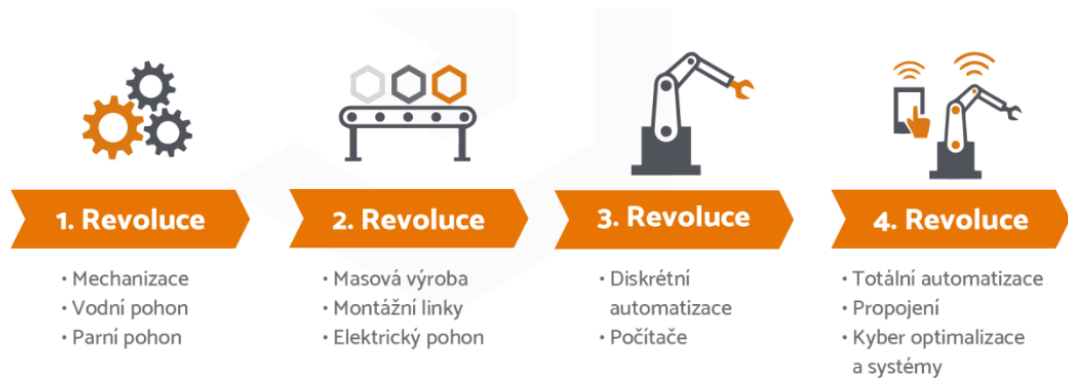 1. Revoluce
• Mechanizace
• Vodní pohon
• Parní pohon
2. Revoluce
• Masová výroba
• Montážní linky
• Elektrický pohon
3. Revoluce
• Diskrétní
automatizace
• Počítače
4. Revoluce
• Totální automatizace
• Propojení
• Kyber optimalizace
a systémy